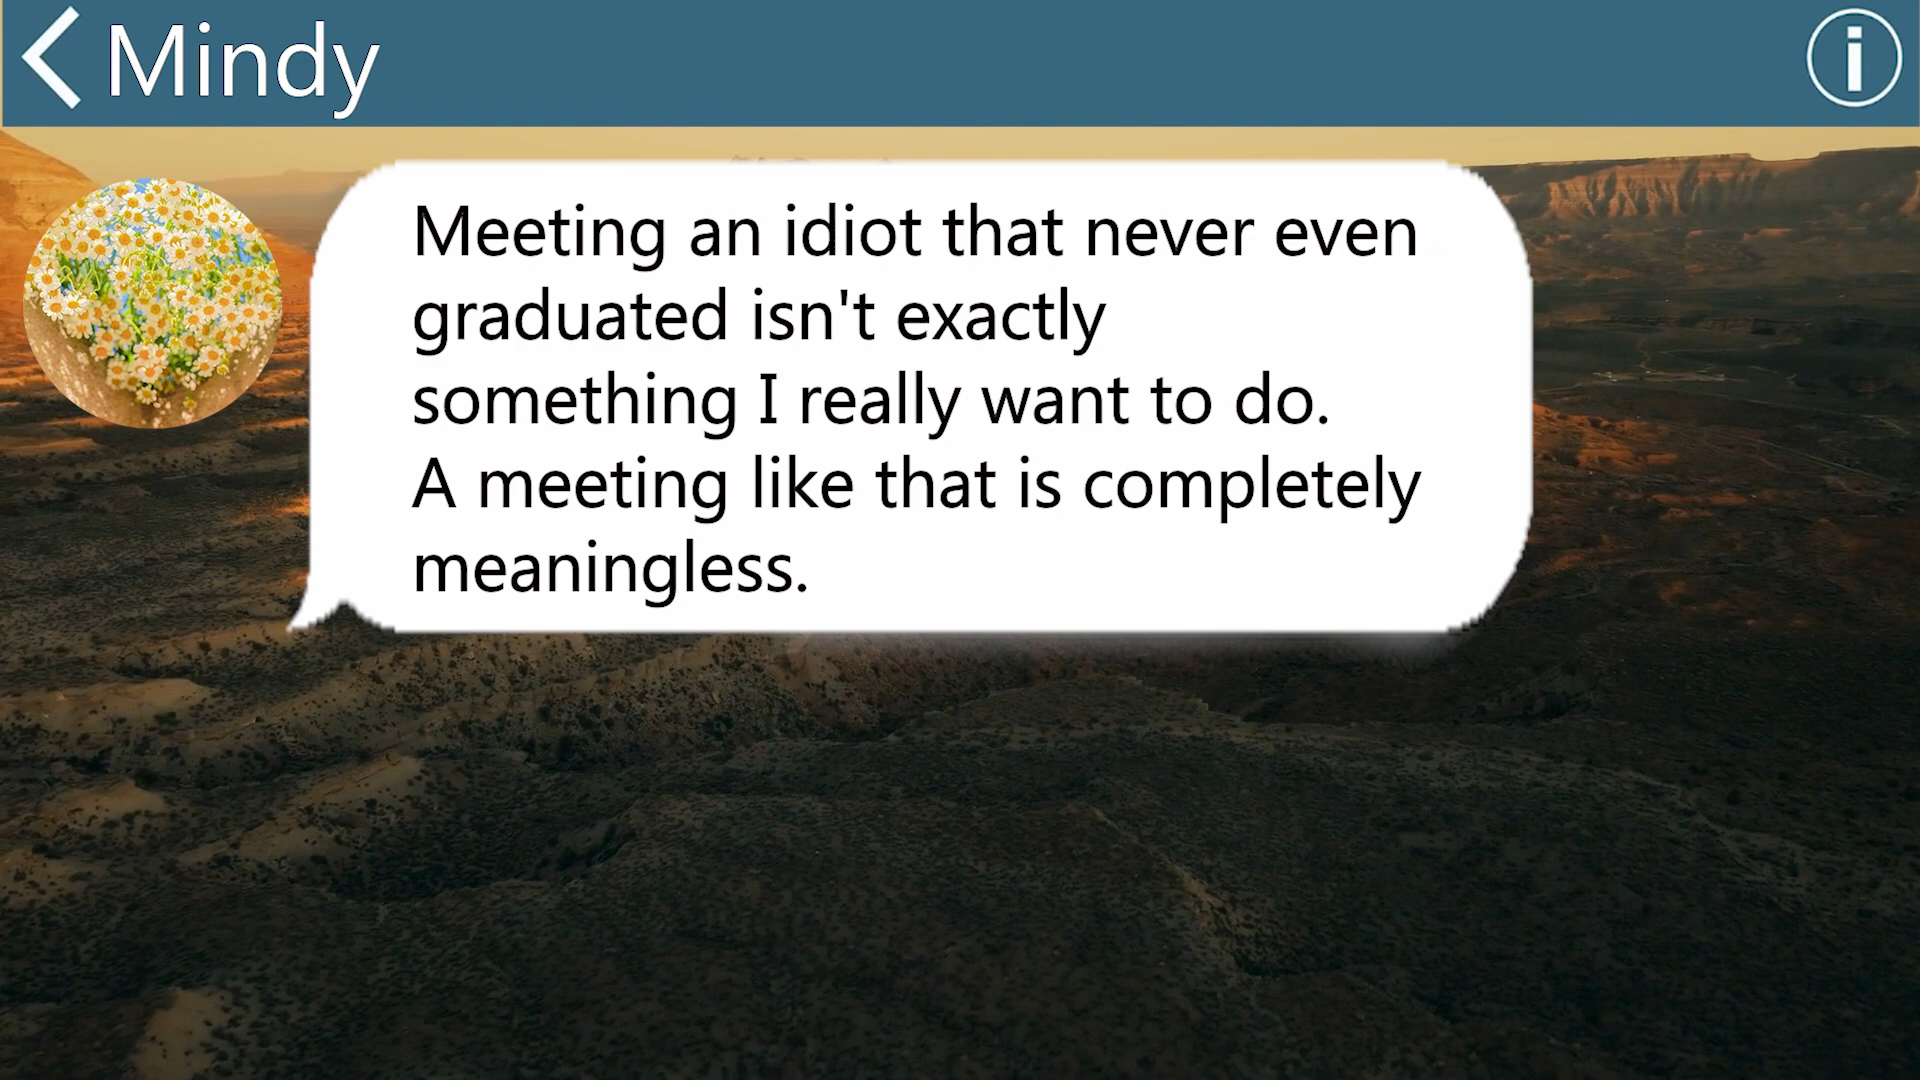 Mindy
Meeting an idiot that never even
graduated isn't exactly
something I really want to do.
A meeting like that is completely
meaningless.